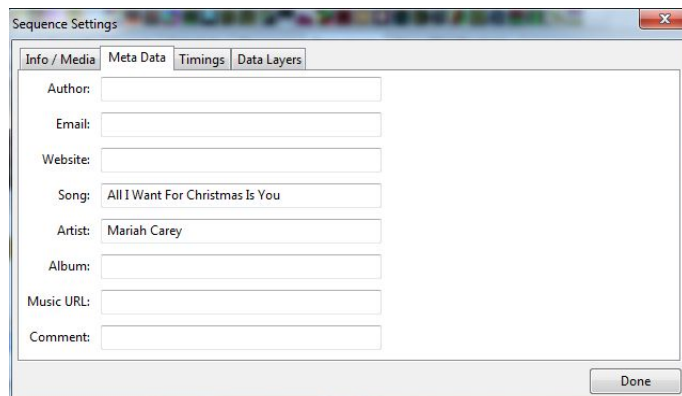 Sequence Settings
Info / Media Meta Data Timings Data Layers
Author:
Email:
Website:
Song: All I Want For Christmas Is You
Artist: Mariah Carey
Album:
Music URL:
Comment:
Done